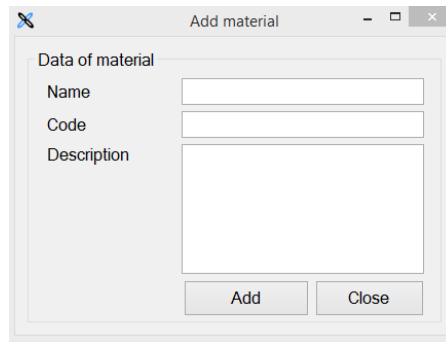 Add material
Data of material
Name
Code
Description
Add Close